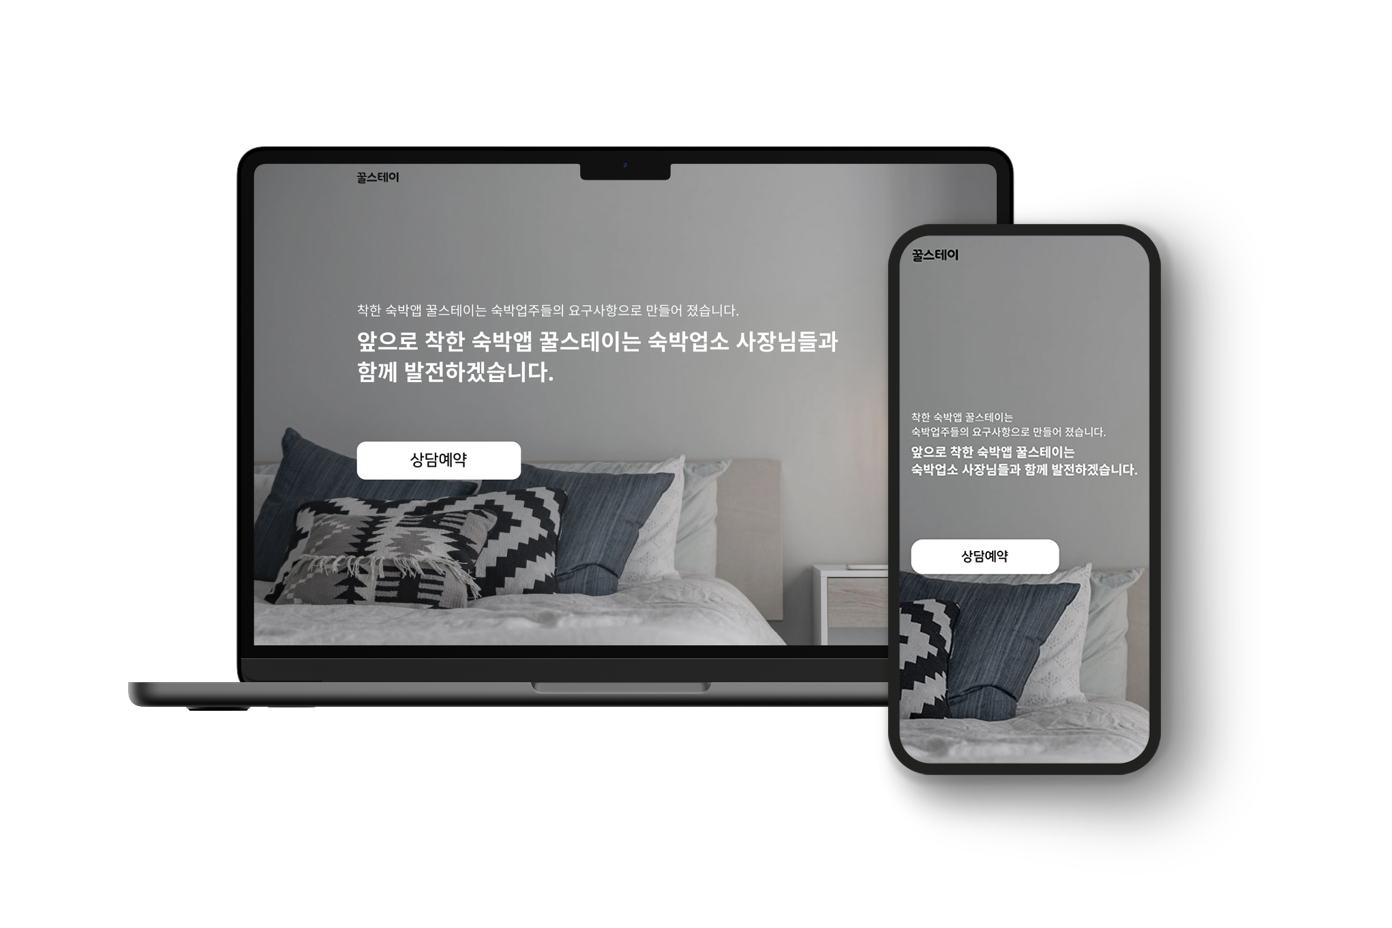 꿀스테이
착한 숙박앱 꿀스테이는 숙박업주들의 요구사항으로 만들어 졌습니다.
앞으로 착한 숙박앱 꿀스테이는 숙박업소 사장님들과
함께 발전하겠습니다.
상담예약
꿀스테이
착한 숙박앱 꿀스테이는
숙박업주들의 요구사항으로 만들어 졌습니다.
앞으로 착한 숙박앱 꿀스테이는
숙박업소 사장님들과 함께 발전하겠습니다.
상담예약